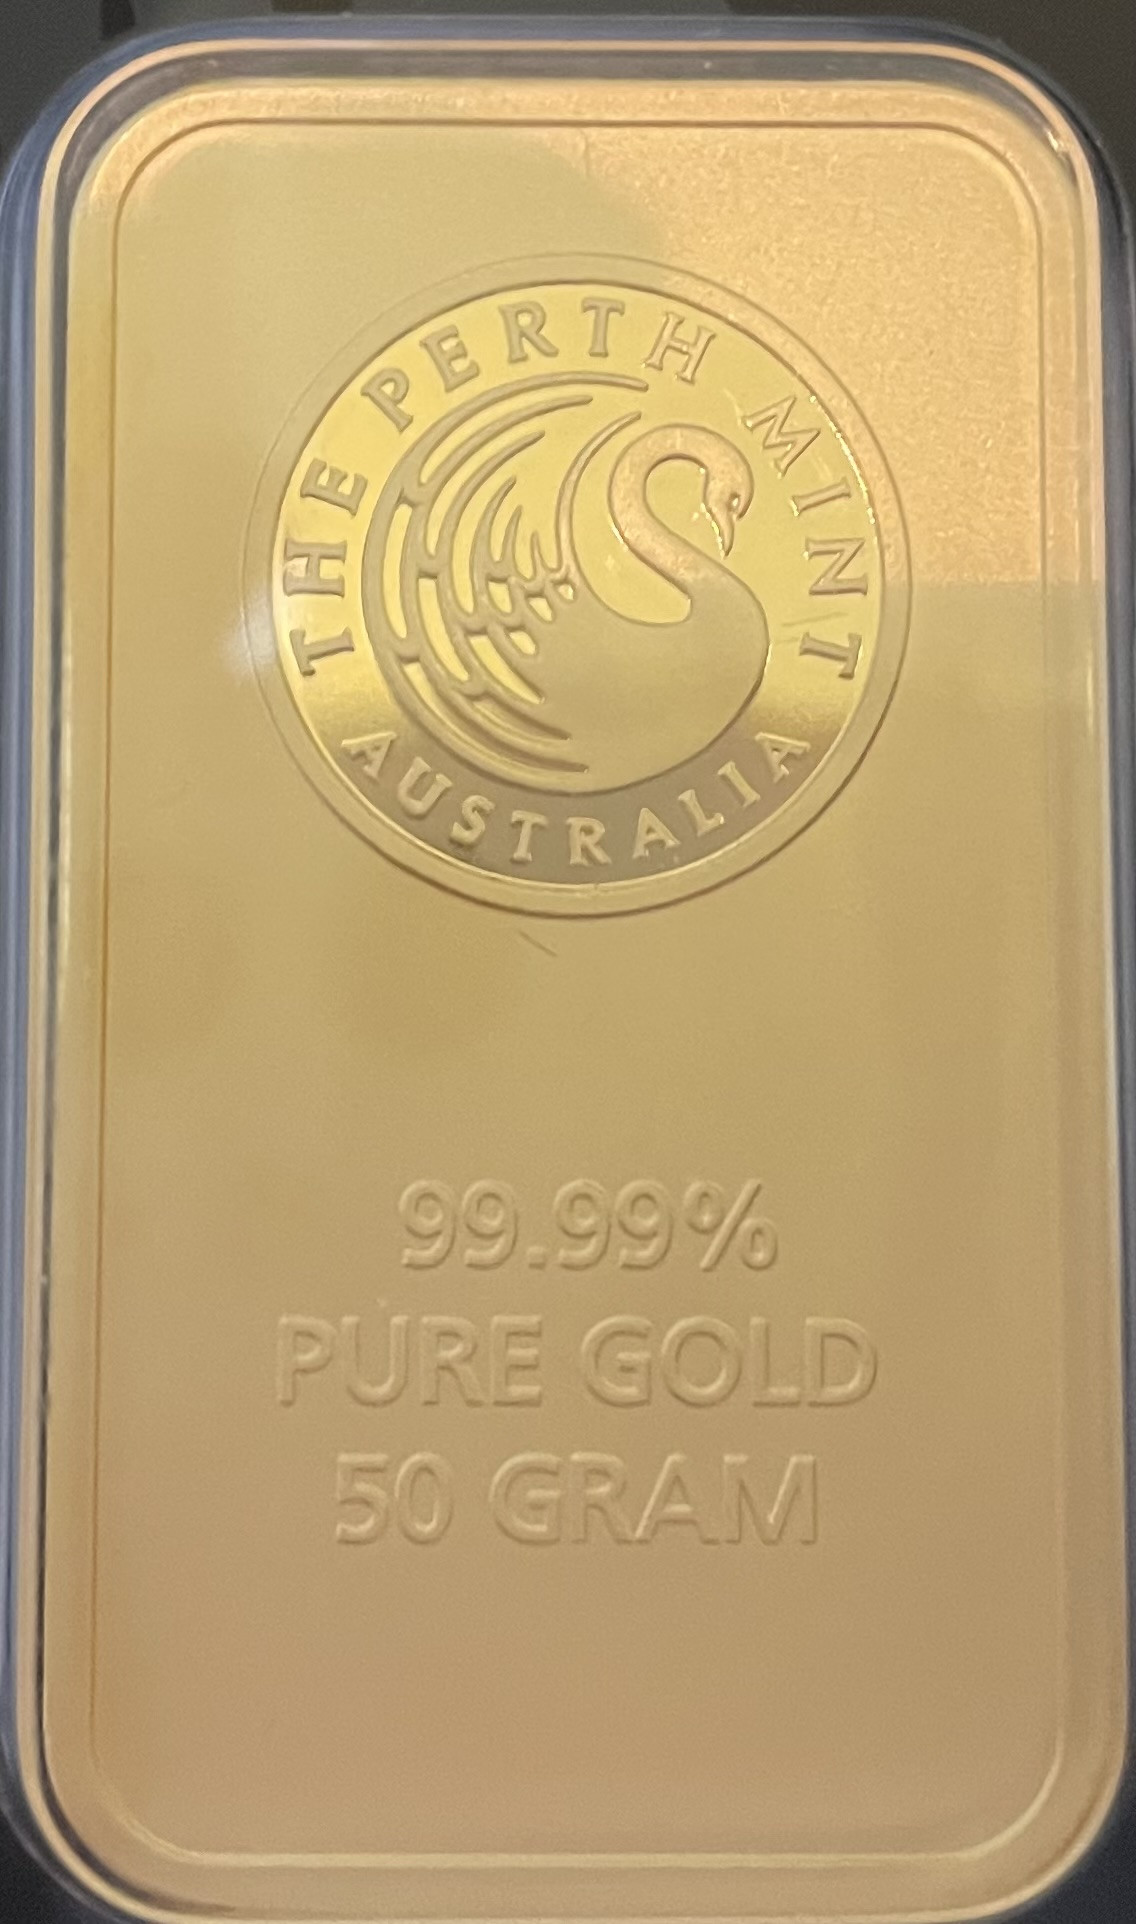 THE PERTH MINT
AUSTRALIA
99.99%
PURE GOLD
50 GRAM